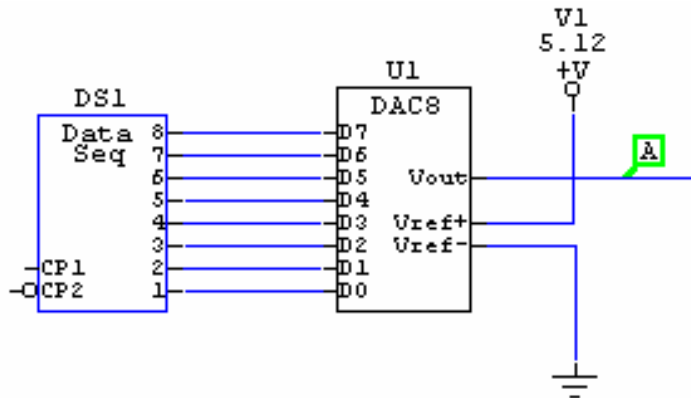 V1
5.12
+V
U1
DAC8
DS1
Data
Seq
8
7
6
5
4
3
2
1
CP1
CP2
D7
D6
D5
D4
D3
D2
D1
D0
Vout
Vref+
Vref-
A